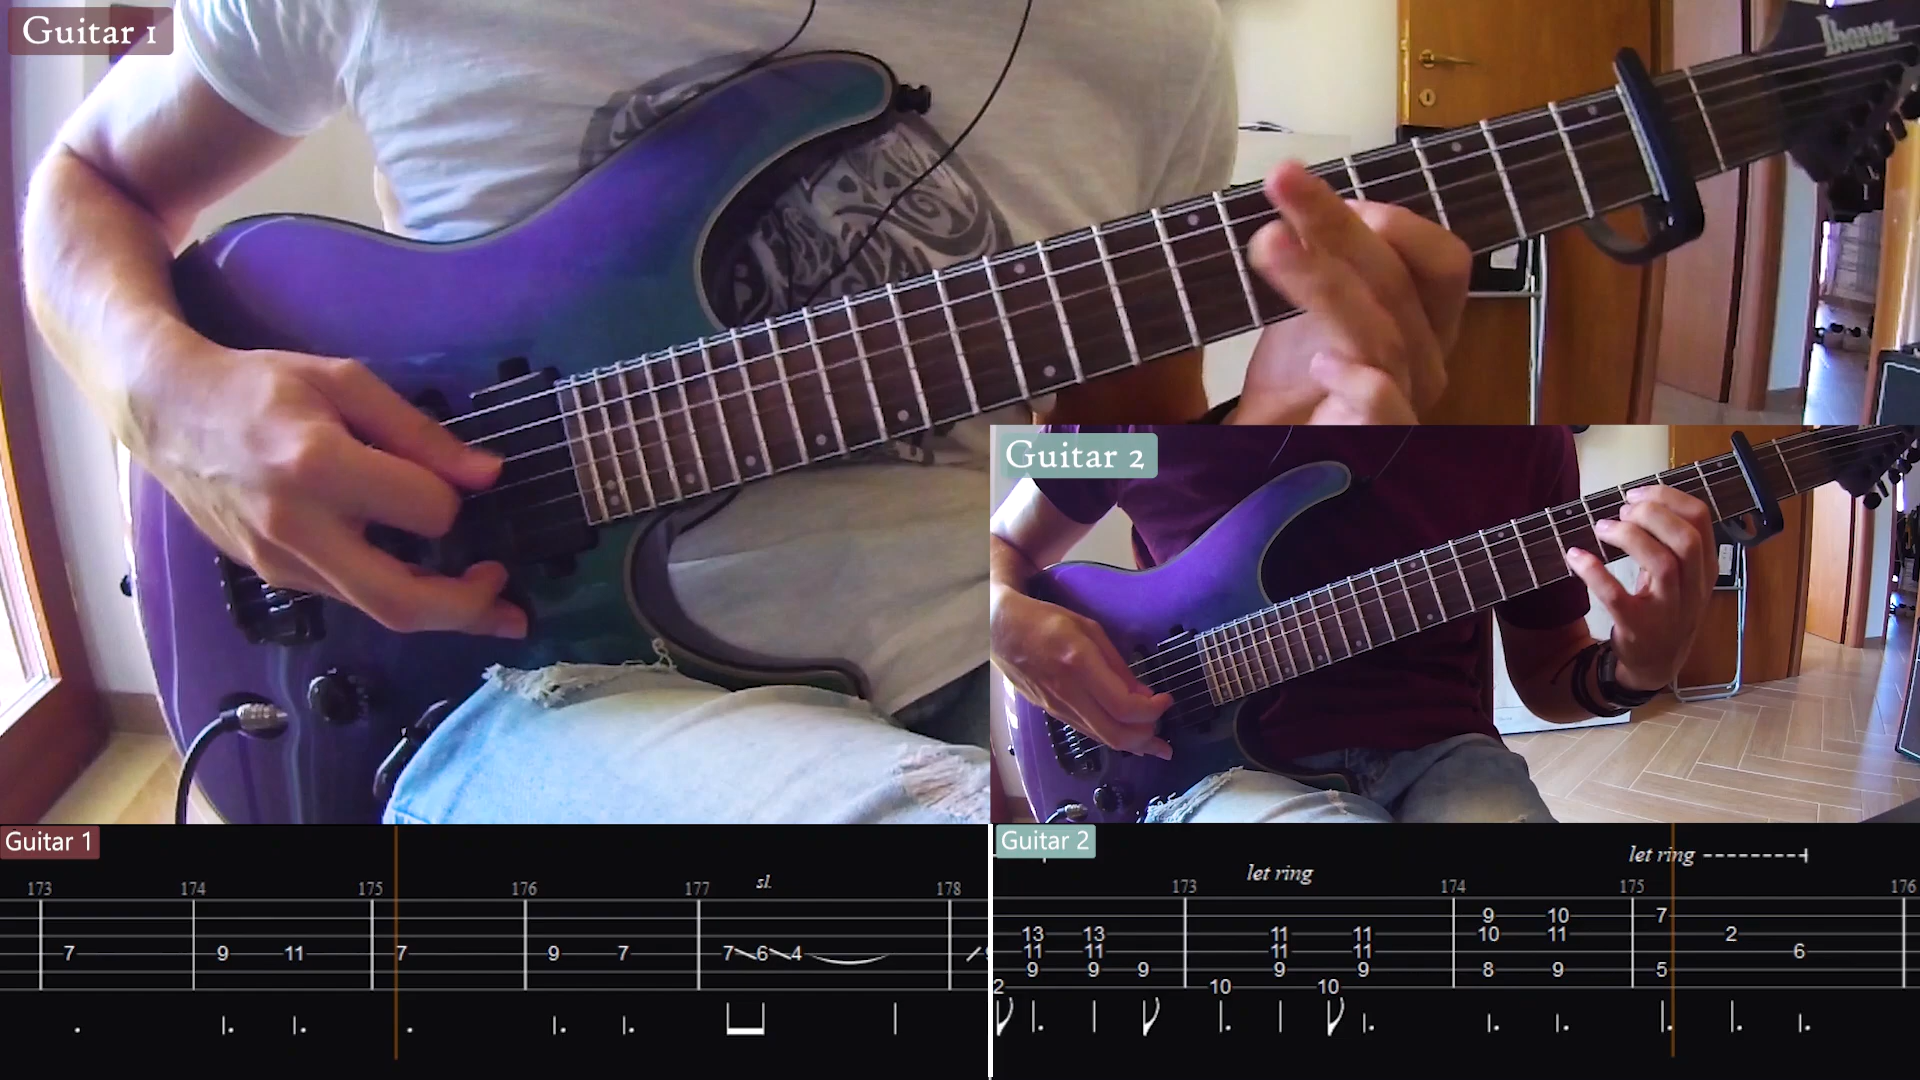 Guitar 1
Ibanez
Guitar 2
Guitar 1
173 174 175 176 177 sl. 178
7 9 11 7 9 7 7 6 4 9
Guitar 2
let ring let ring
173 174 175 176
9 10 7
13 13 11 11 10 11 2
11 11 11 11 6
9 9 9 9 9 8 9 5
2 10 10